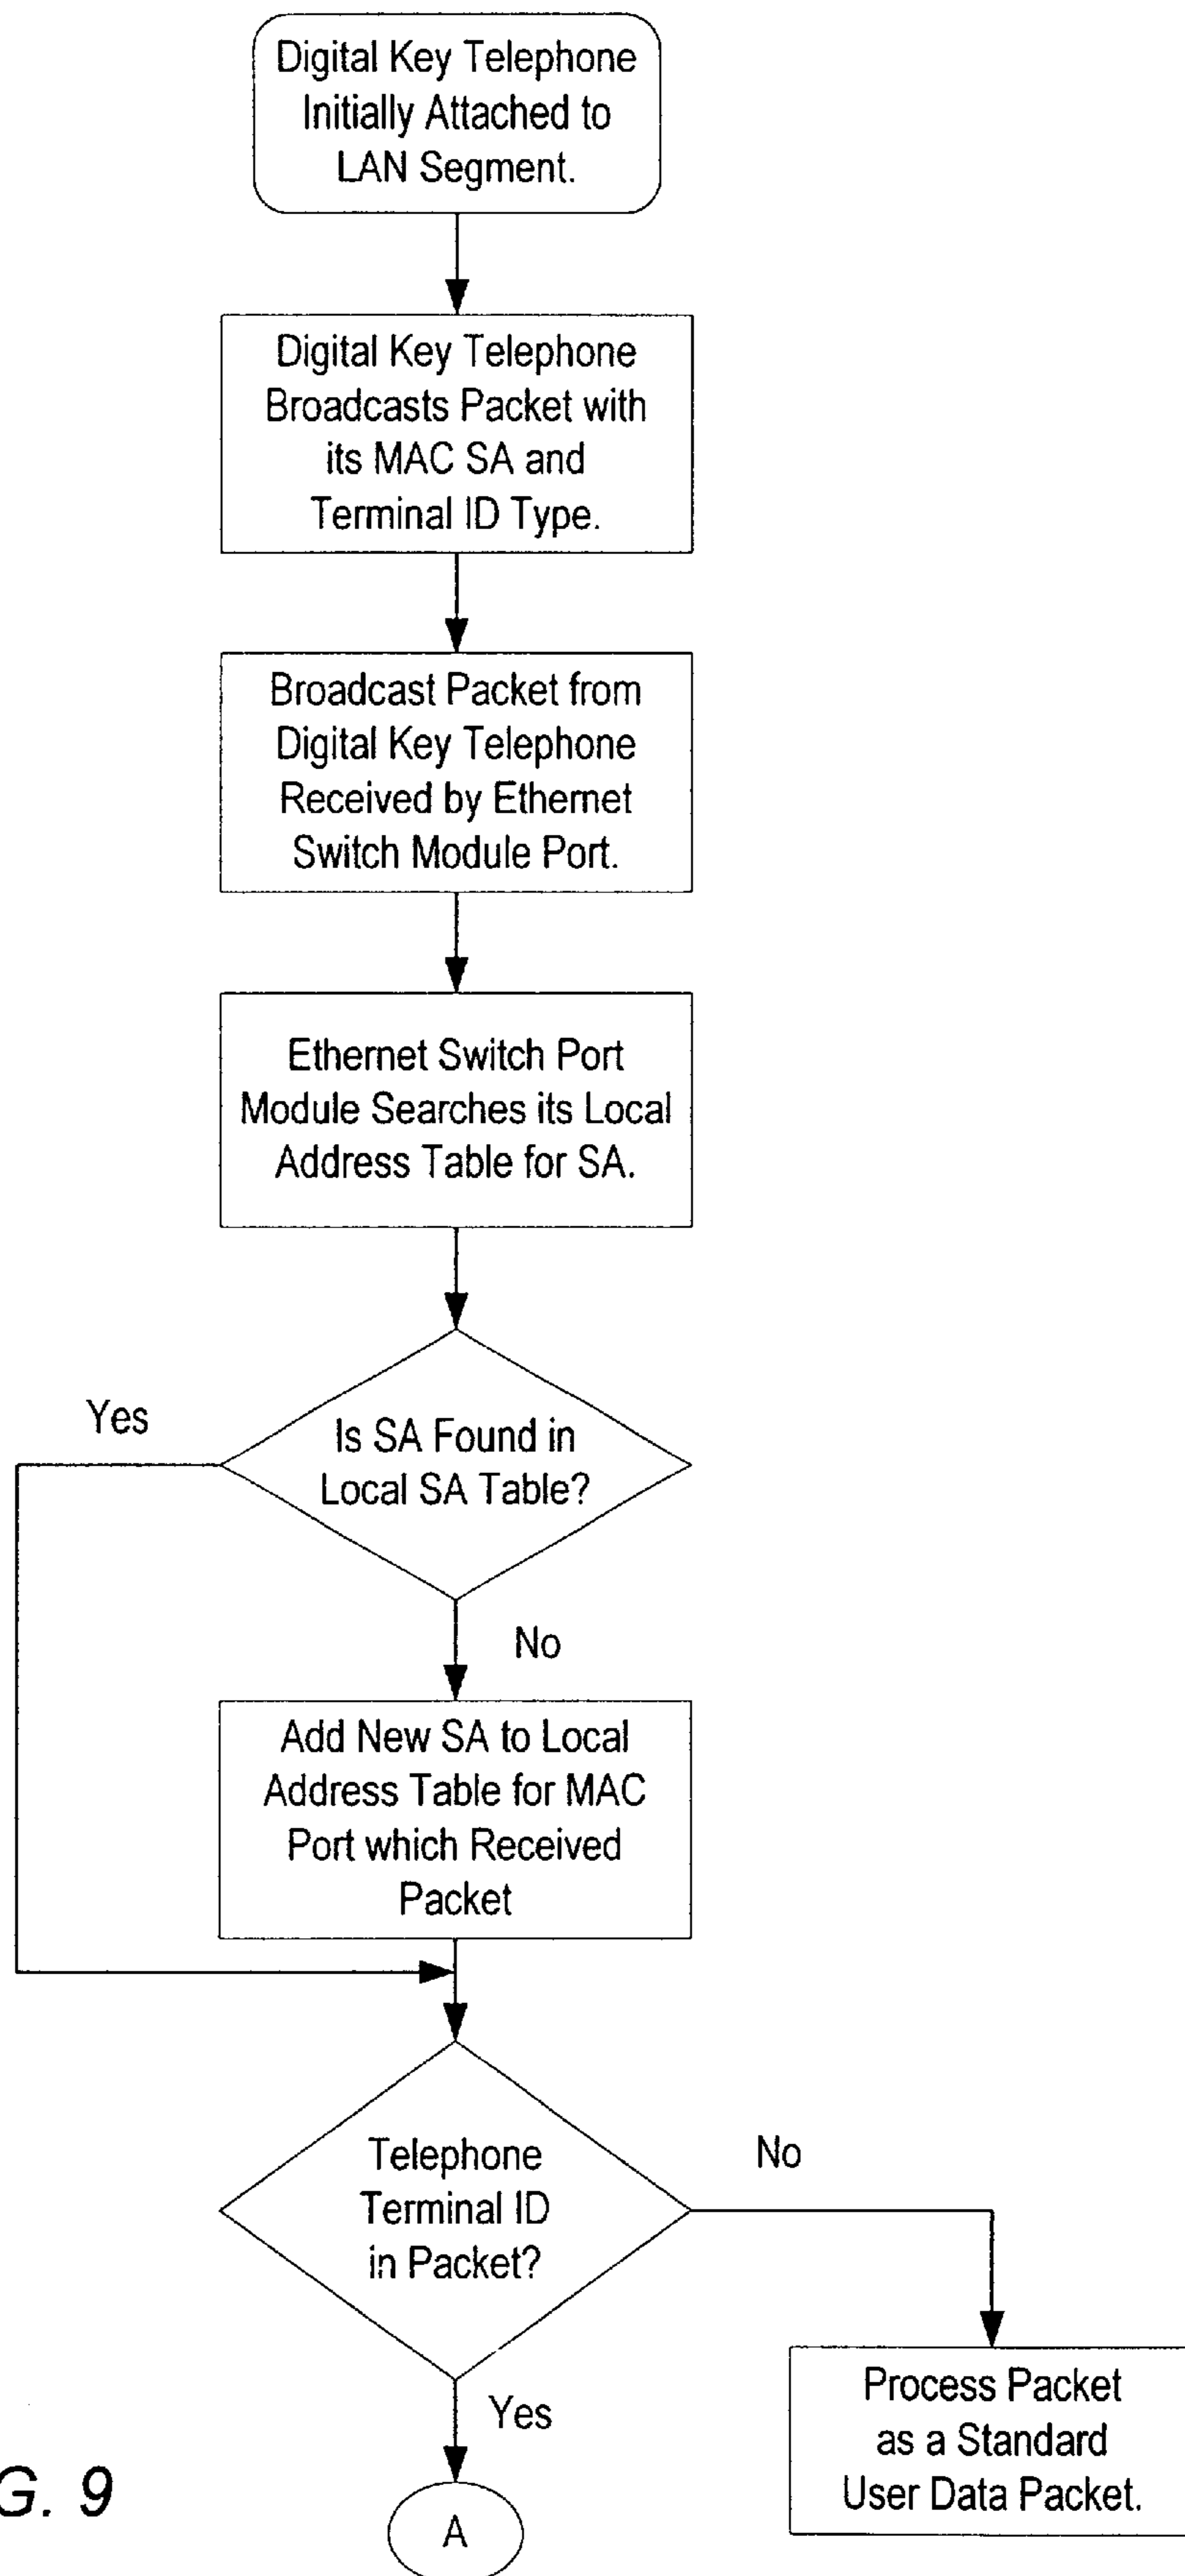 Digital Key Telephone
Initially Attached to
LAN Segment.
Digital Key Telephone
Broadcasts Packet with
its MAC SA and
Terminal ID Type.
Broadcast Packet from
Digital Key Telephone
Received by Ethernet
Switch Module Port.
Ethernet Switch Port
Module Searches its Local
Address Table for SA.
Yes
Is SA Found in
Local SA Table?
No
Add New SA to Local
Address Table for MAC
Port which Received
Packet
Telephone
Terminal ID
in Packet?
No
Yes
Process Packet
as a Standard
User Data Packet.
G. 9
A